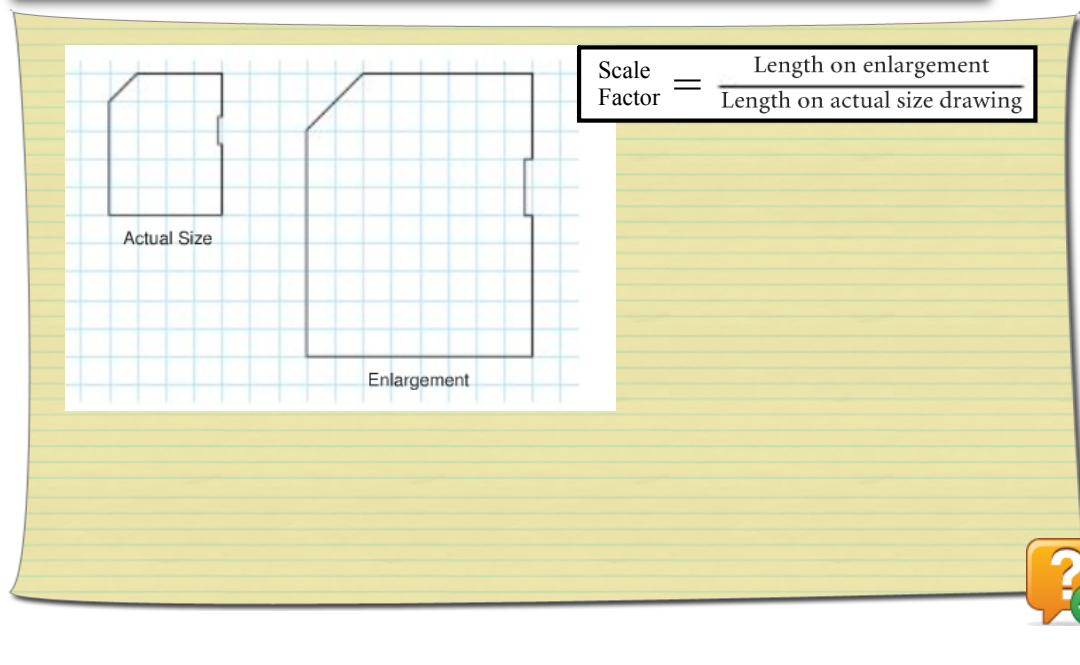 Scale
Factor
=
Length on enlargement
Length on actual size drawing
Actual Size
Enlargement
?